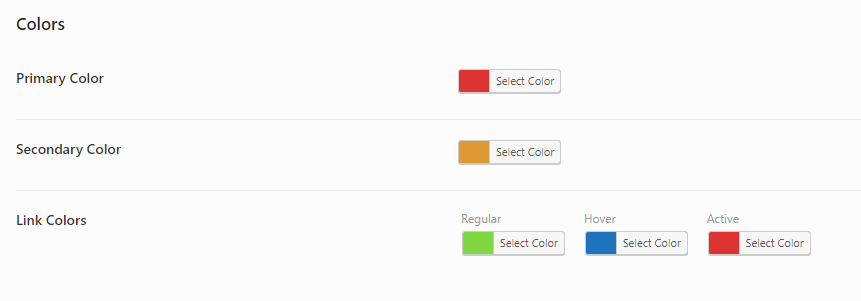 Colors
Primary Color
Select Color
Secondary Color
Select Color
Link Colors
Regular Hover Active
Select Color Select Color Select Color